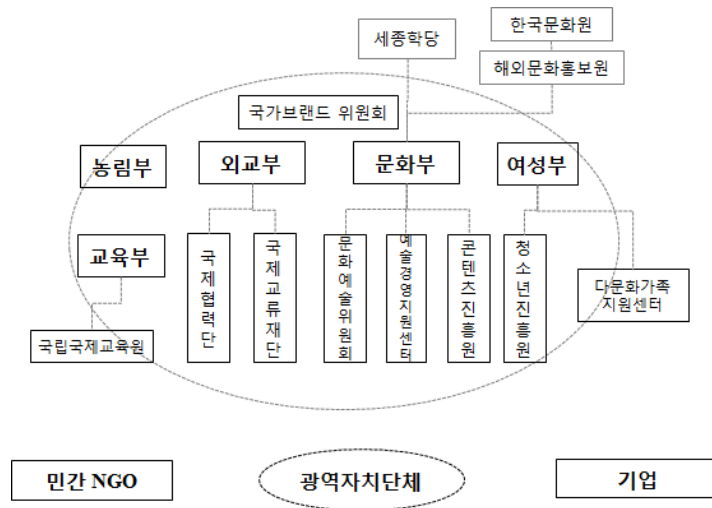 한국문화원
세종학당
해외문화홍보원
국가브랜드 위원회
농림부
외교부
문화부
여성부
교육부
국제협력단
국제교류재단
문화예술위원회
예술경영지원센터
콘텐츠진흥원
청소년진흥원
다문화가족
지원센터
국립국제교육원
민간 NGO
광역자치단체
기업